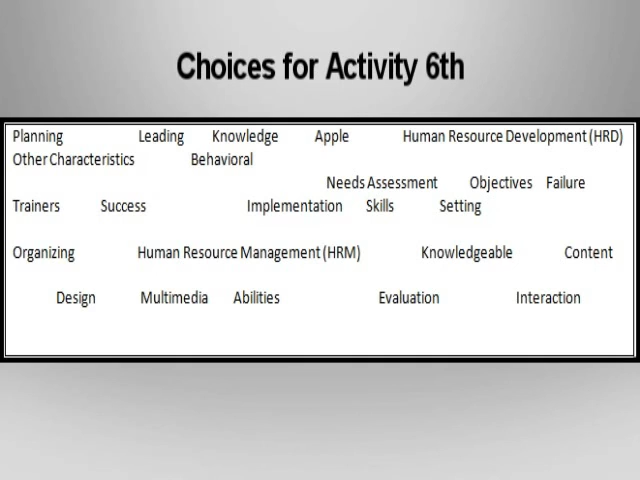 Choices for Activity 6th
Planning Leading Knowledge Apple Human Resource Development (HRD)
Other Characteristics Behavioral
Needs Assessment Objectives Failure
Trainers Success Implementation Skills Setting
Organizing Human Resource Management (HRM) Knowledgeable Content
Design Multimedia Abilities Evaluation Interaction